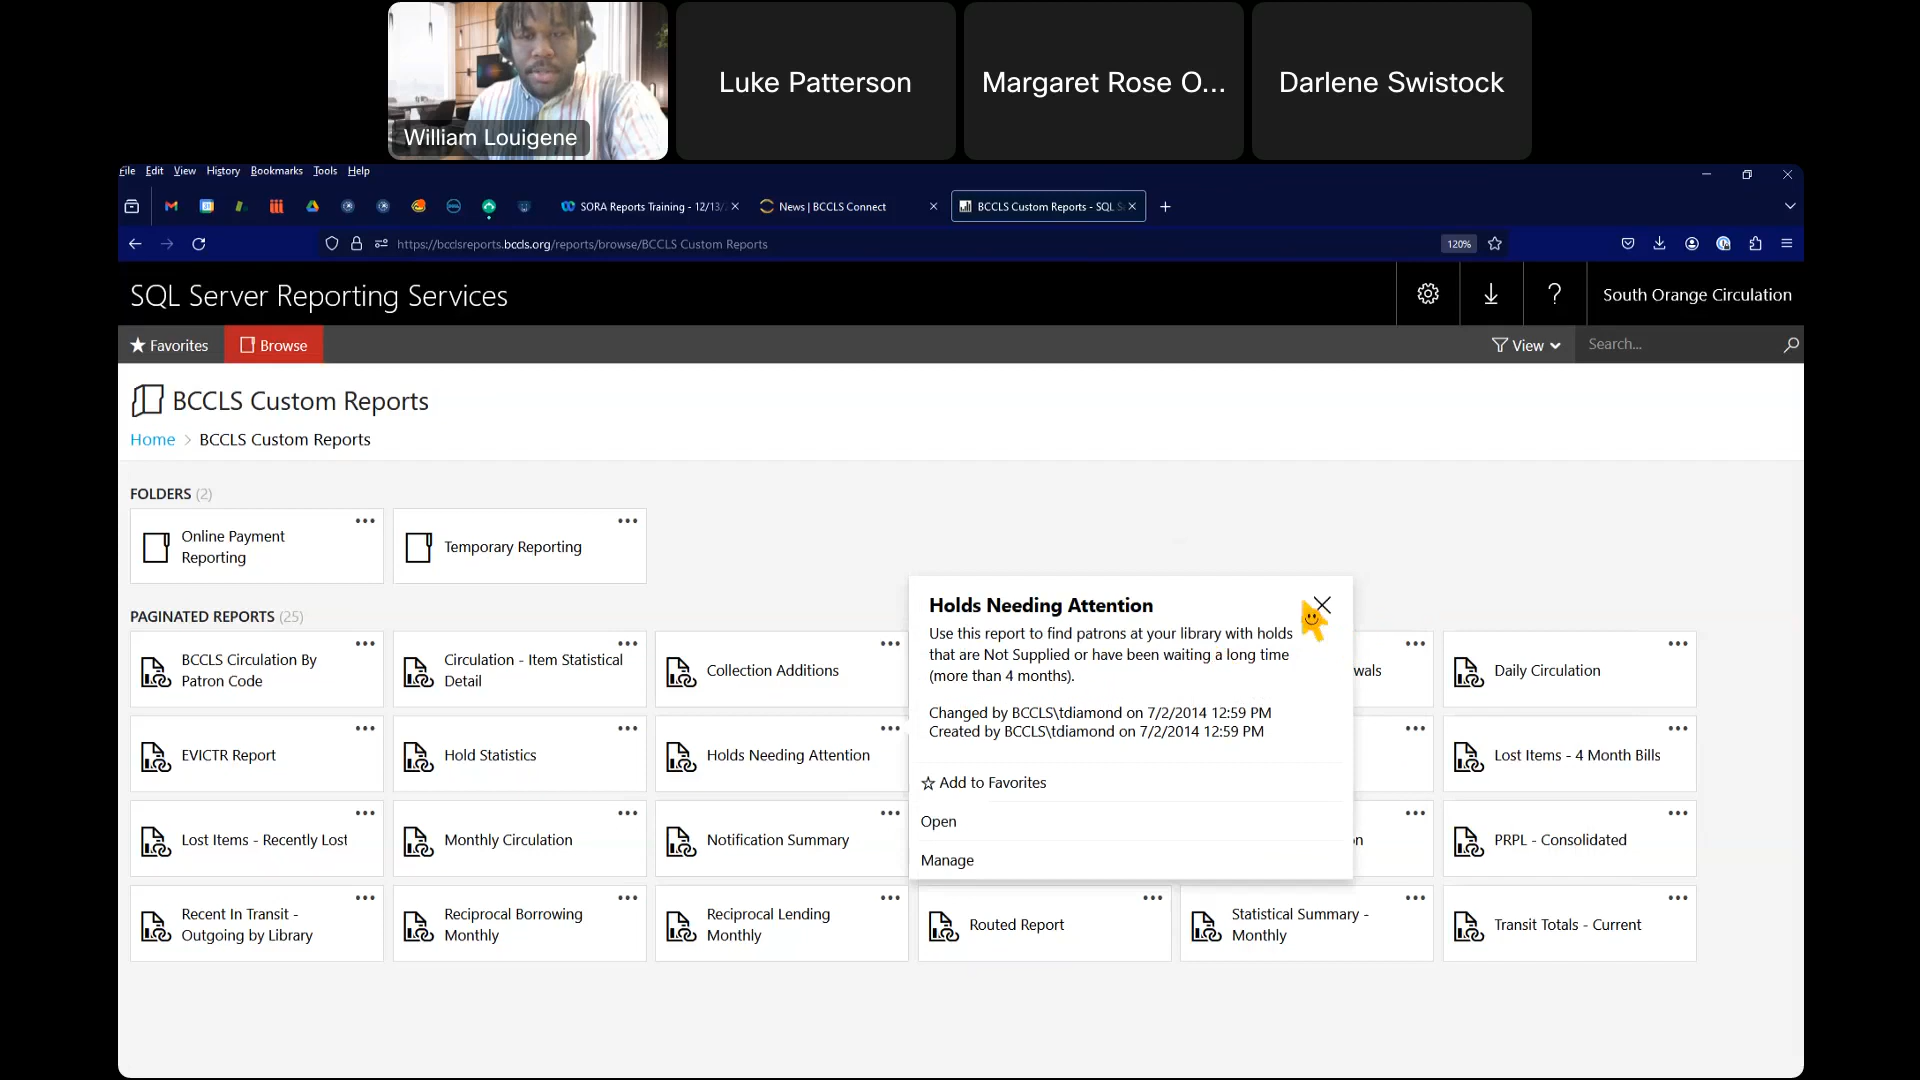 William Louigene
Luke Patterson
Margaret Rose O...
Darlene Swistock
File Edit View History Bookmarks Tools Help
SORA Reports Training - 12/13/
News | BCCLS Connect
BCCLS Custom Reports - SQL S
https://bcclsreports.bccls.org/reports/browse/BCCLS Custom Reports
120%
SQL Server Reporting Services
South Orange Circulation
Favorites
Browse
View
Search...
BCCLS Custom Reports
Home > BCCLS Custom Reports
FOLDERS (2)
Online Payment
Reporting
Temporary Reporting
PAGINATED REPORTS (25)
BCCLS Circulation By
Patron Code
Circulation - Item Statistical
Detail
Collection Additions
wals
Daily Circulation
EVICTR Report
Hold Statistics
Holds Needing Attention
Lost Items - 4 Month Bills
Lost Items - Recently Lost
Monthly Circulation
Notification Summary
n
PRPL - Consolidated
Recent In Transit -
Outgoing by Library
Reciprocal Borrowing
Monthly
Reciprocal Lending
Monthly
Routed Report
Statistical Summary -
Monthly
Transit Totals - Current
Holds Needing Attention
Use this report to find patrons at your library with holds
that are Not Supplied or have been waiting a long time
(more than 4 months).
Changed by BCCLS\tdiamond on 7/2/2014 12:59 PM
Created by BCCLS\tdiamond on 7/2/2014 12:59 PM
Add to Favorites
Open
Manage